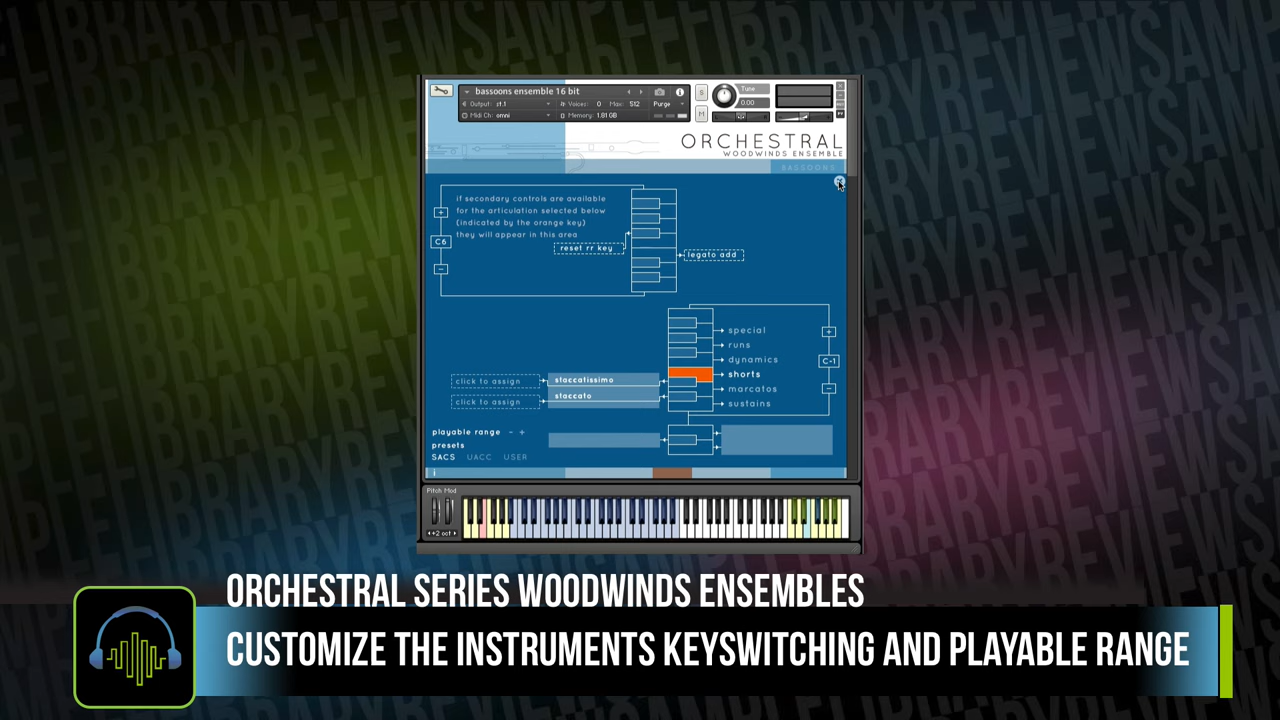 bassoons ensemble 16 bit
Output: st.1 Voices: 0 Max: 512 Purge
Midi Ch: omni Memory: 1.81 GB
S
M
Tune
0.00
ORCHESTRAL
WOODWINDS ENSEMBLE
BASSOONS
if secondary controls are available
for the articulation selected below
(indicated by the orange key)
they will appear in this area
+
C6
−
reset rr key
legato add
special
runs
dynamics
shorts
marcatos
sustains
+
C-1
−
click to assign staccatissimo
click to assign staccato
playable range - +
presets
SACS UACC USER
i
Pitch Mod
+2 oct
ORCHESTRAL SERIES WOODWINDS ENSEMBLES
CUSTOMIZE THE INSTRUMENTS KEYSWITCHING AND PLAYABLE RANGE